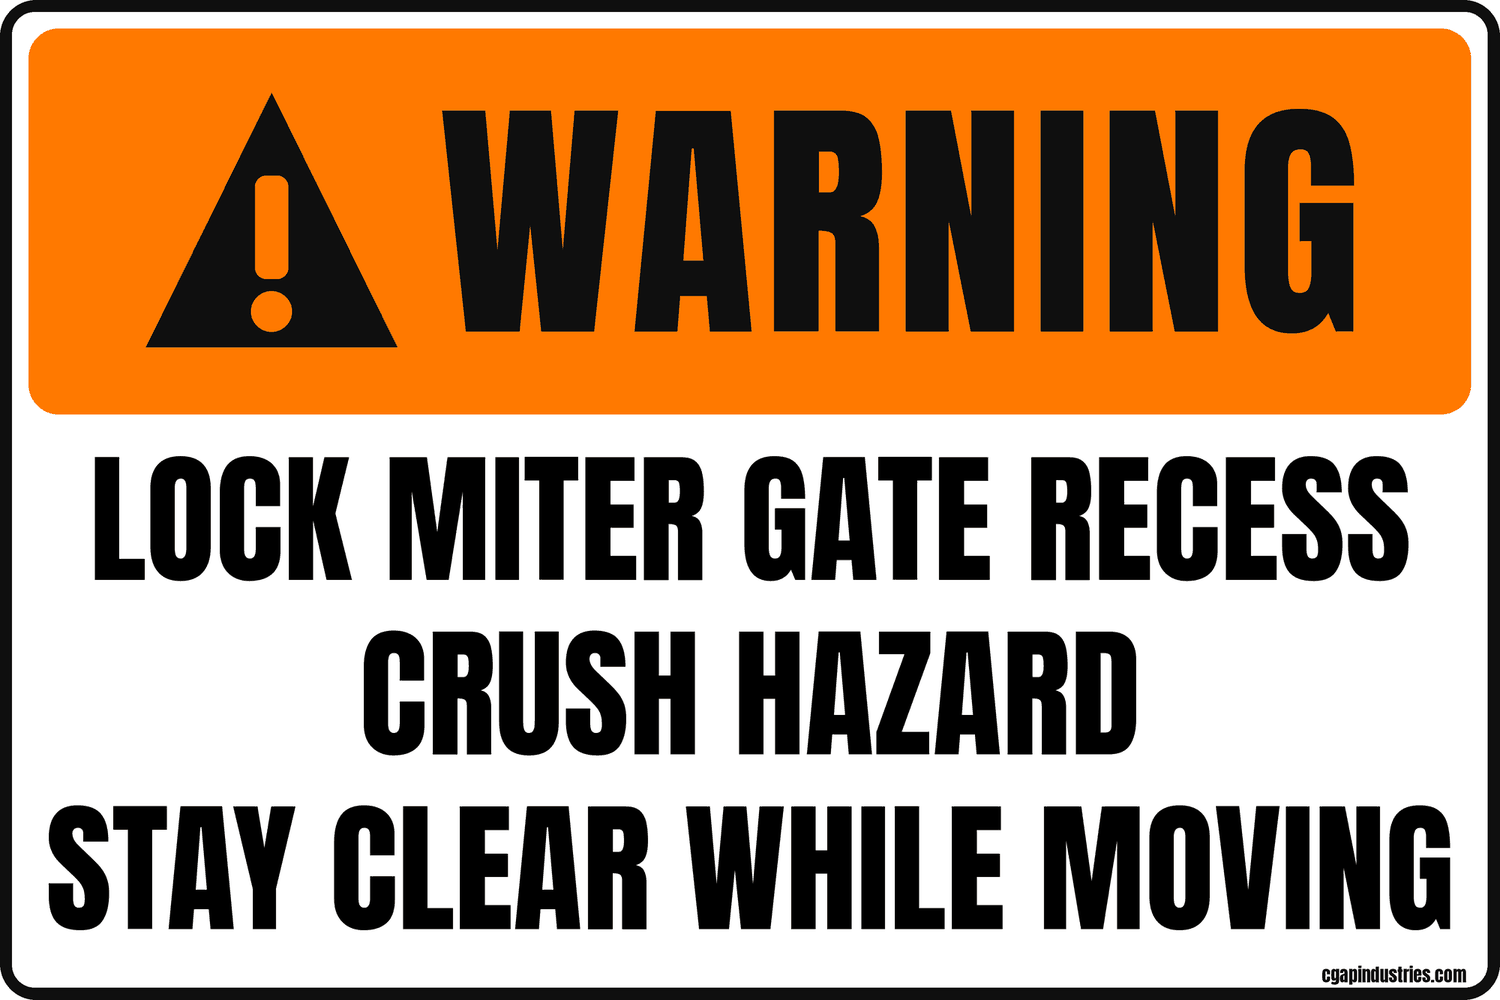 WARNING
LOCK MITER GATE RECESS
CRUSH HAZARD
STAY CLEAR WHILE MOVING
cgapindustries.com